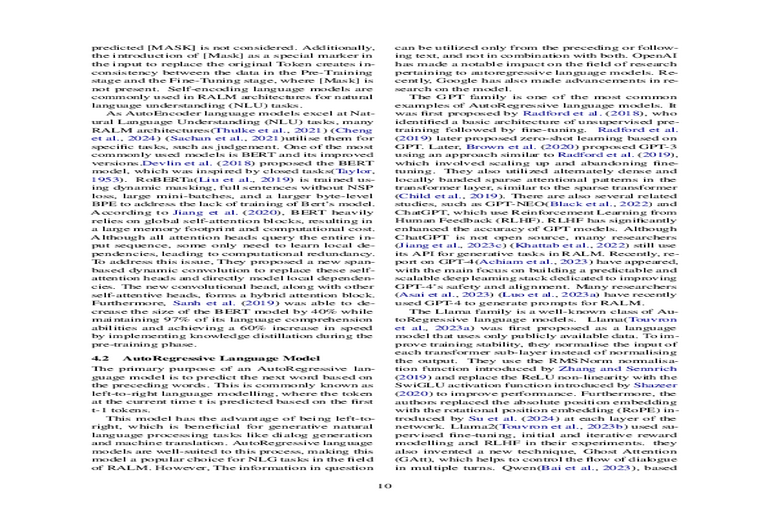 predicted [MASK] is not considered. Additionally,
the introduction of [Mask] as a special marker in
the input to replace the original Token creates in-
consistency between the data in the Pre-Training
stage and the Fine-Tuning stage, where [Mask] is
not present. Self-encoding language models are
commonly used in RALM architectures for natural
language understanding (NLU) tasks.
As AutoEncoder language models excel at Nat-
ural Language Understanding (NLU) tasks, many
RALM architectures(Thulke et al., 2021) (Cheng
et al., 2024) (Sachan et al., 2021)utilise them for
specific tasks, such as judgement. One of the most
commonly used models is BERT and its improved
versions.Devlin et al. (2018) proposed the BERT
model, which was inspired by closed tasks(Taylor,
1953). RoBERTa(Liu et al., 2019) is trained us-
ing dynamic masking, full sentences without NSP
loss, large mini-batches, and a larger byte-level
BPE to address the lack of training of Bert's model.
According to Jiang et al. (2020), BERT heavily
relies on global self-attention blocks, resulting in
a large memory footprint and computational cost.
Although all attention heads query the entire in-
put sequence, some only need to learn local de-
pendencies, leading to computational redundancy.
To address this issue, They proposed a new span-
based dynamic convolution to replace these self-
attention heads and directly model local dependen-
cies. The new convolutional head, along with other
self-attentive heads, forms a hybrid attention block.
Furthermore, Sanh et al. (2019) was able to de-
crease the size of the BERT model by 40% while
maintaining 97% of its language comprehension
abilities and achieving a 60% increase in speed
by implementing knowledge distillation during the
pre-training phase.
4.2 AutoRegressive Language Model
The primary purpose of an AutoRegressive lan-
guage model is to predict the next word based on
the preceding words. This is commonly known as
left-to-right language modelling, where the token
at the current time t is predicted based on the first
t-1 tokens.
This model has the advantage of being left-to-
right, which is beneficial for generative natural
language processing tasks like dialog generation
and machine translation. AutoRegressive language
models are well-suited to this process, making this
model a popular choice for NLG tasks in the field
of RALM. However, The information in question
can be utilized only from the preceding or follow-
ing text, and not in combination with both. OpenAI
has made a notable impact on the field of research
pertaining to autoregressive language models. Re-
cently, Google has also made advancements in re-
search on the model.
The GPT family is one of the most common
examples of AutoRegressive language models. It
was first proposed by Radford et al. (2018), who
identified a basic architecture of unsupervised pre-
training followed by fine-tuning. Radford et al.
(2019) later proposed zero-shot learning based on
GPT. Later, Brown et al. (2020) proposed GPT-3
using an approach similar to Radford et al. (2019),
which involved scaling up and abandoning fine-
tuning. They also utilized alternately dense and
locally banded sparse attentional patterns in the
transformer layer, similar to the sparse transformer
(Child et al., 2019). There are also several related
studies, such as GPT-NEO(Black et al., 2022) and
ChatGPT, which use Reinforcement Learning from
Human Feedback (RLHF). RLHF has significantly
enhanced the accuracy of GPT models. Although
ChatGPT is not open source, many researchers
(Jiang et al., 2023c) (Khattab et al., 2022) still use
its API for generative tasks in RALM. Recently, re-
port on GPT-4(Achiam et al., 2023) have appeared,
with the main focus on building a predictable and
scalable deep learning stack dedicated to improving
GPT-4's safety and alignment. Many researchers
(Asai et al., 2023) (Luo et al., 2023a) have recently
used GPT-4 to generate prompts for RALM.
The Llama family is a well-known class of Au-
toRegressive language models. Llama(Touvron
et al., 2023a) was first proposed as a language
model that uses only publicly available data. To im-
prove training stability, they normalise the input of
each transformer sub-layer instead of normalising
the output. They use the RMSNorm normalisa-
tion function introduced by Zhang and Sennrich
(2019) and replace the ReLU non-linearity with the
SwiGLU activation function introduced by Shazeer
(2020) to improve performance. Furthermore, the
authors replaced the absolute position embedding
with the rotational position embedding (RoPE) in-
troduced by Su et al. (2024) at each layer of the
network. Llama2(Touvron et al., 2023b) used su-
pervised fine-tuning, initial and iterative reward
modelling and RLHF in their experiments. they
also invented a new technique, Ghost Attention
(GAtt), which helps to control the flow of dialogue
in multiple turns. Qwen(Bai et al., 2023), based
10